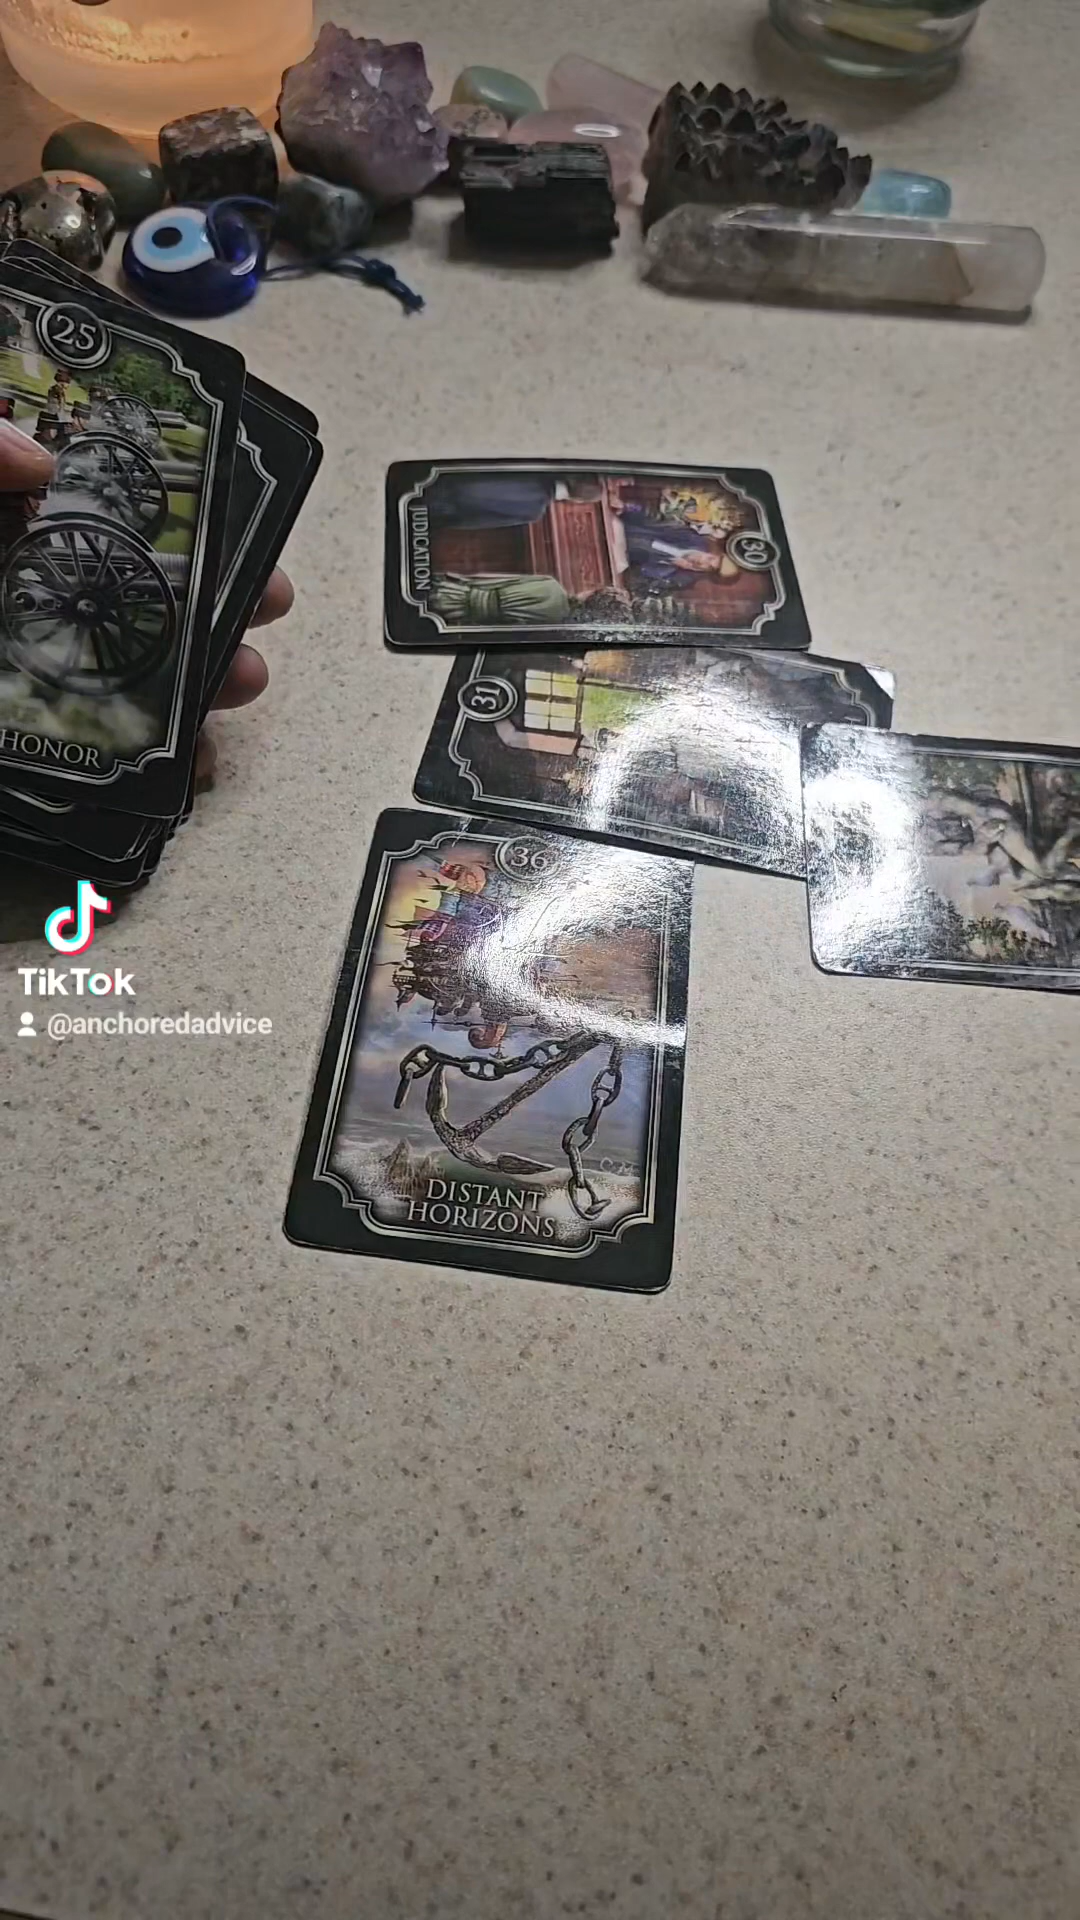 25
HONOR
JUDICATION
30
31
36
DISTANT
HORIZONS
TikTok
@anchoredadvice